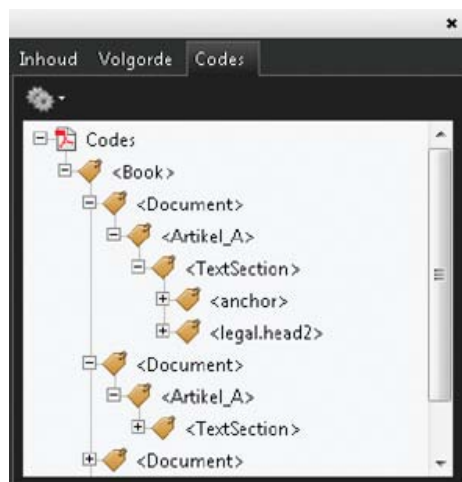 Inhoud Volgorde Codes
Codes
<Book>
<Document>
<Artikel_A>
<TextSection>
<anchor>
<legal.head2>
<Document>
<Artikel_A>
<TextSection>
<Document>